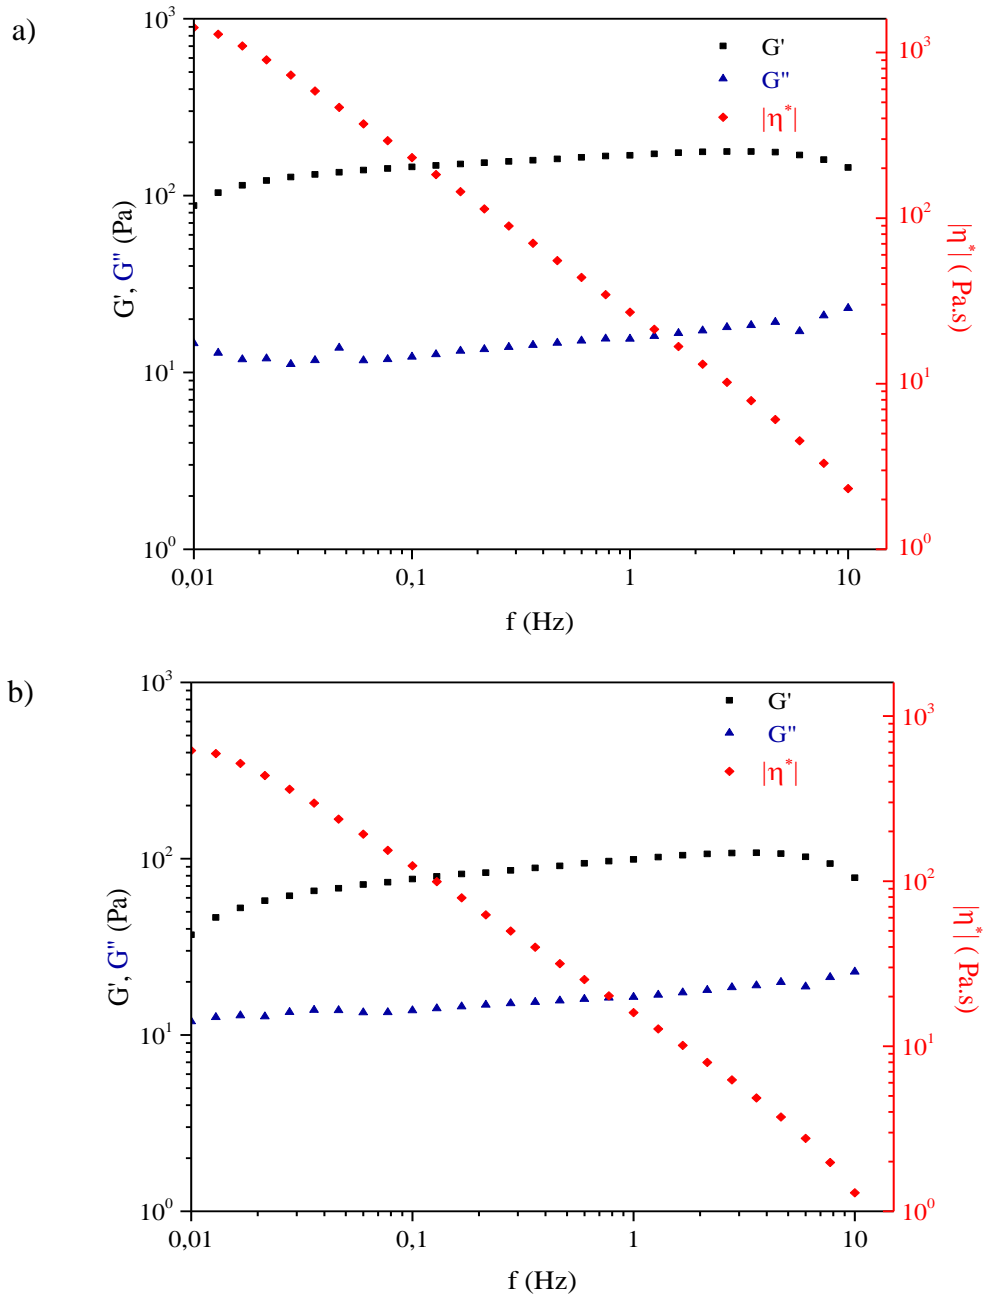 a)
10³
10²
10¹
10⁰
G', G" (Pa)
G'
G"
|η*|
10³
10²
10¹
10⁰
|η*| ( Pa.s)
0,01
0,1
1
10
f (Hz)
b)
10³
10²
10¹
10⁰
G', G" (Pa)
G'
G"
|η*|
10³
10²
10¹
10⁰
|η*| ( Pa.s)
0,01
0,1
1
10
f (Hz)